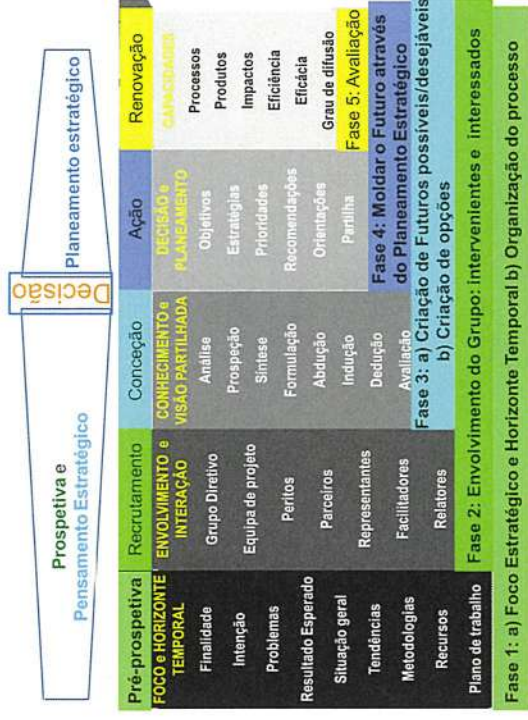 Prospetiva e
Pensamento Estratégico
Decisão
Planeamento estratégico
Pré-prospetiva
FOCO e HORIZONTE
TEMPORAL
Finalidade
Intenção
Problemas
Resultado Esperado
Situação geral
Tendências
Metodologias
Recursos
Plano de trabalho
Recrutamento
ENVOLVIMENTO e
INTERAÇÃO
Grupo Diretivo
Equipa de projeto
Peritos
Parceiros
Representantes
Facilitadores
Relatores
Conceção
CONHECIMENTO e
VISÃO PARTILHADA
Análise
Prospeção
Síntese
Formulação
Abdução
Indução
Dedução
Avaliação
Ação
DECISÃO e
PLANEAMENTO
Objetivos
Estratégias
Prioridades
Recomendações
Orientações
Partilha
Renovação
CAPACIDADES
Processos
Produtos
Impactos
Eficiência
Eficácia
Grau de difusão
Fase 5: Avaliação
Fase 4: Moldar o Futuro através
do Planeamento Estratégico
Fase 3: a) Criação de Futuros possíveis/desejáveis
b) Criação de opções
Fase 2: Envolvimento do Grupo: intervenientes e interessados
Fase 1: a) Foco Estratégico e Horizonte Temporal b) Organização do processo